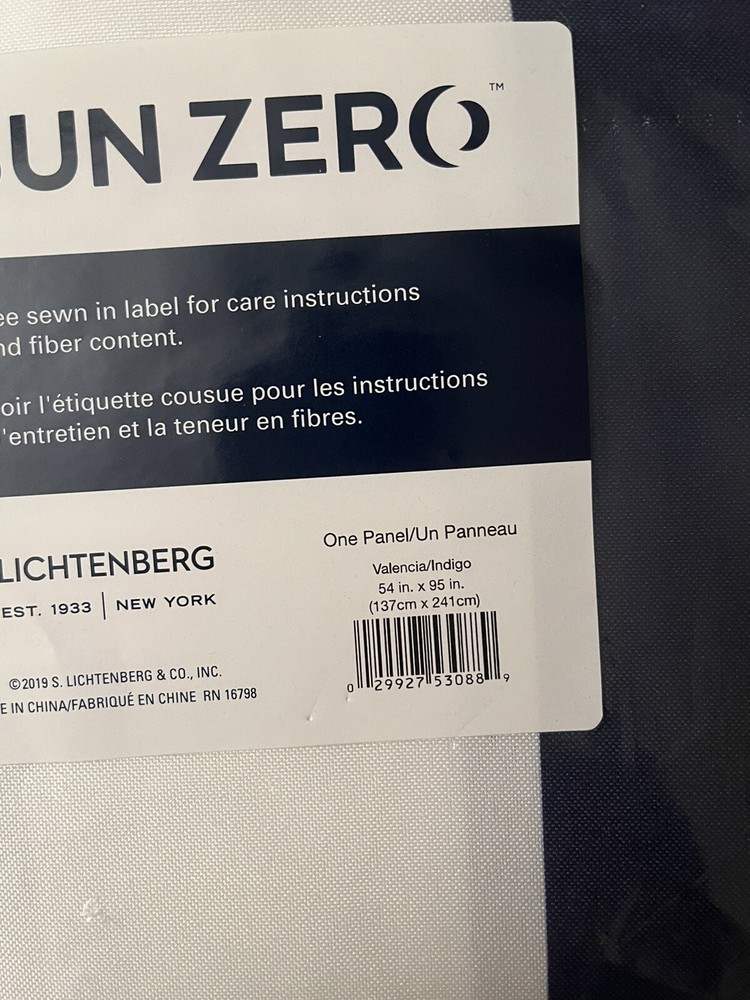 UN ZERO™
ee sewn in label for care instructions
nd fiber content.
oir l'étiquette cousue pour les instructions
'entretien et la teneur en fibres.
LICHTENBERG
EST. 1933 | NEW YORK
©2019 S. LICHTENBERG & CO., INC.
E IN CHINA/FABRIQUÉ EN CHINE RN 16798
One Panel/Un Panneau
Valencia/Indigo
54 in. x 95 in.
(137cm x 241cm)
0 29927 53088 9